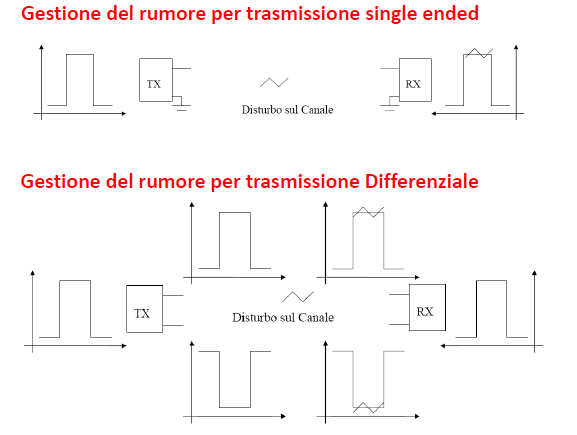 Gestione del rumore per trasmissione single ended
TX
RX
Disturbo sul Canale
Gestione del rumore per trasmissione Differenziale
TX
RX
Disturbo sul Canale